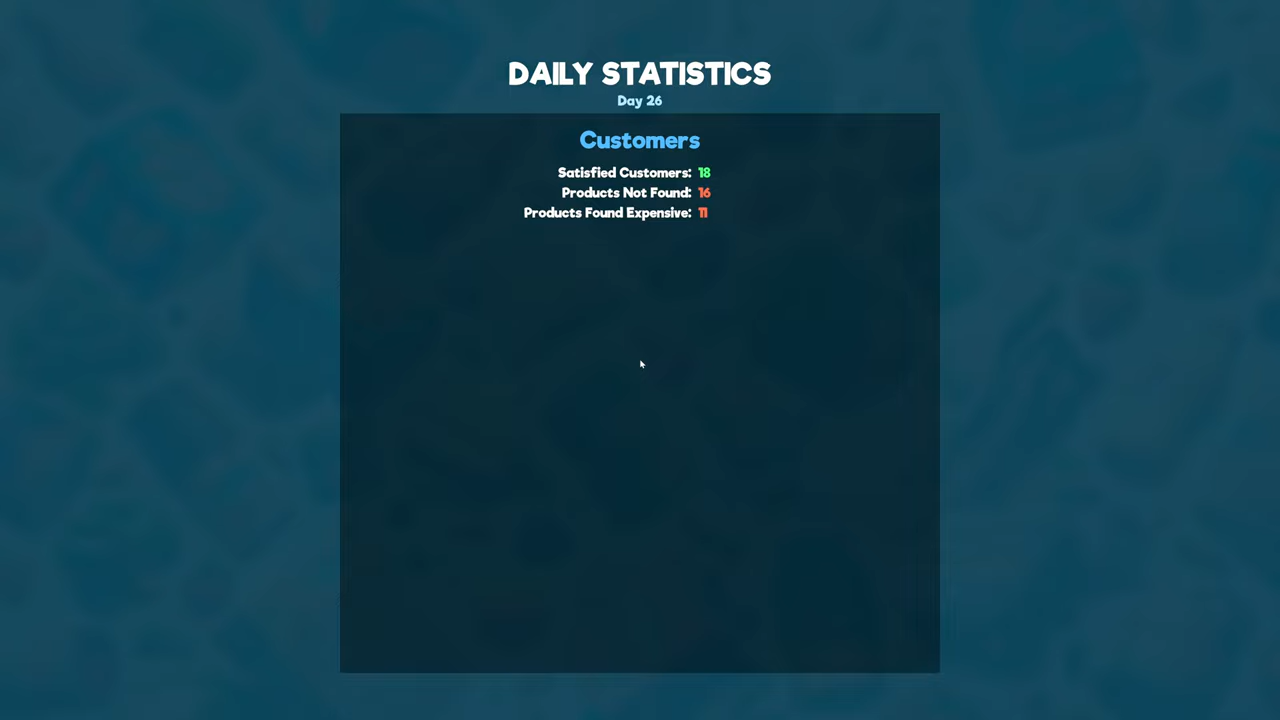 DAILY STATISTICS
Day 26
Customers
Satisfied Customers: 18
Products Not Found: 16
Products Found Expensive: 11